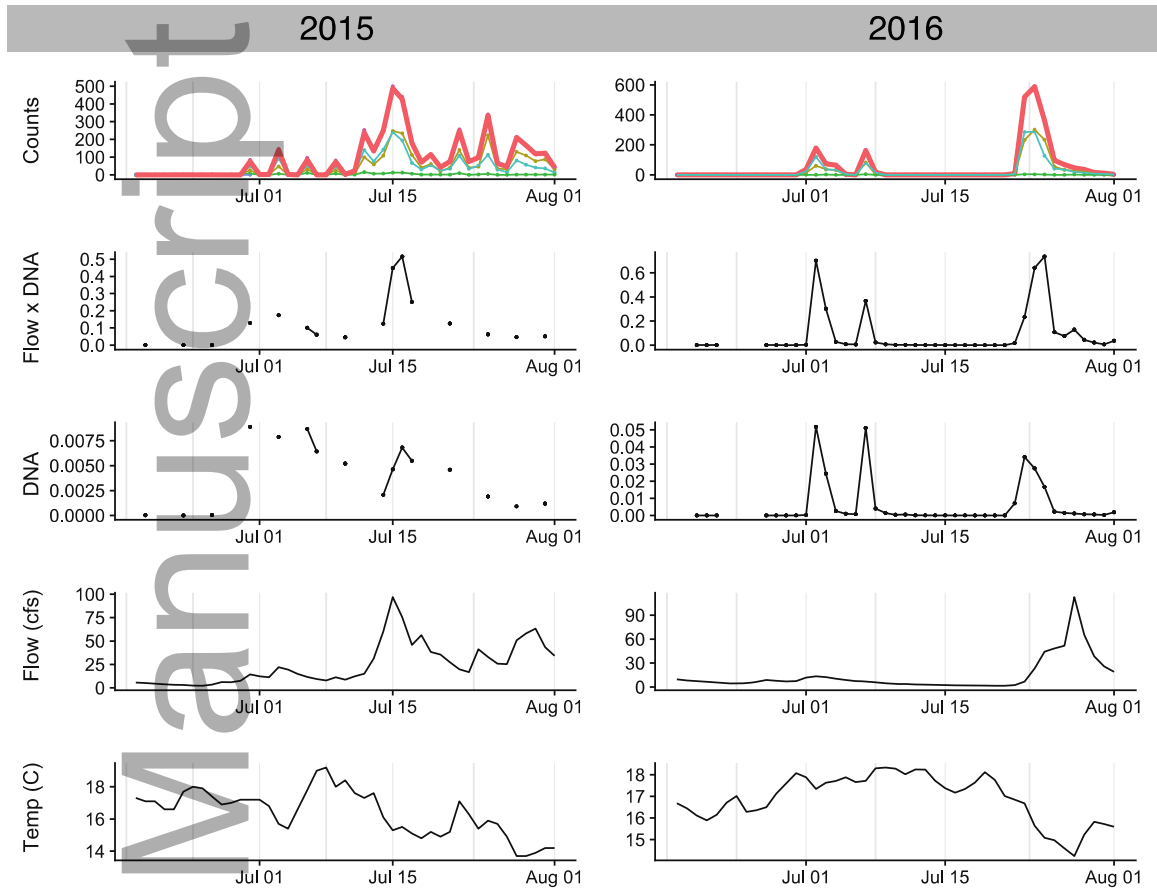 2015
2016
Counts
500
400
300
200
100
0
Jul 01
Jul 15
Aug 01
600
400
200
0
Jul 01
Jul 15
Aug 01
Flow x DNA
0.5
0.4
0.3
0.2
0.1
0.0
Jul 01
Jul 15
Aug 01
0.6
0.4
0.2
0.0
Jul 01
Jul 15
Aug 01
DNA
0.0075
0.0050
0.0025
0.0000
Jul 01
Jul 15
Aug 01
0.05
0.04
0.03
0.02
0.01
0.00
Jul 01
Jul 15
Aug 01
Flow (cfs)
100
75
50
25
0
Jul 01
Jul 15
Aug 01
90
60
30
0
Jul 01
Jul 15
Aug 01
Temp (C)
18
16
14
Jul 01
Jul 15
Aug 01
18
17
16
15
Jul 01
Jul 15
Aug 01
Manuscript